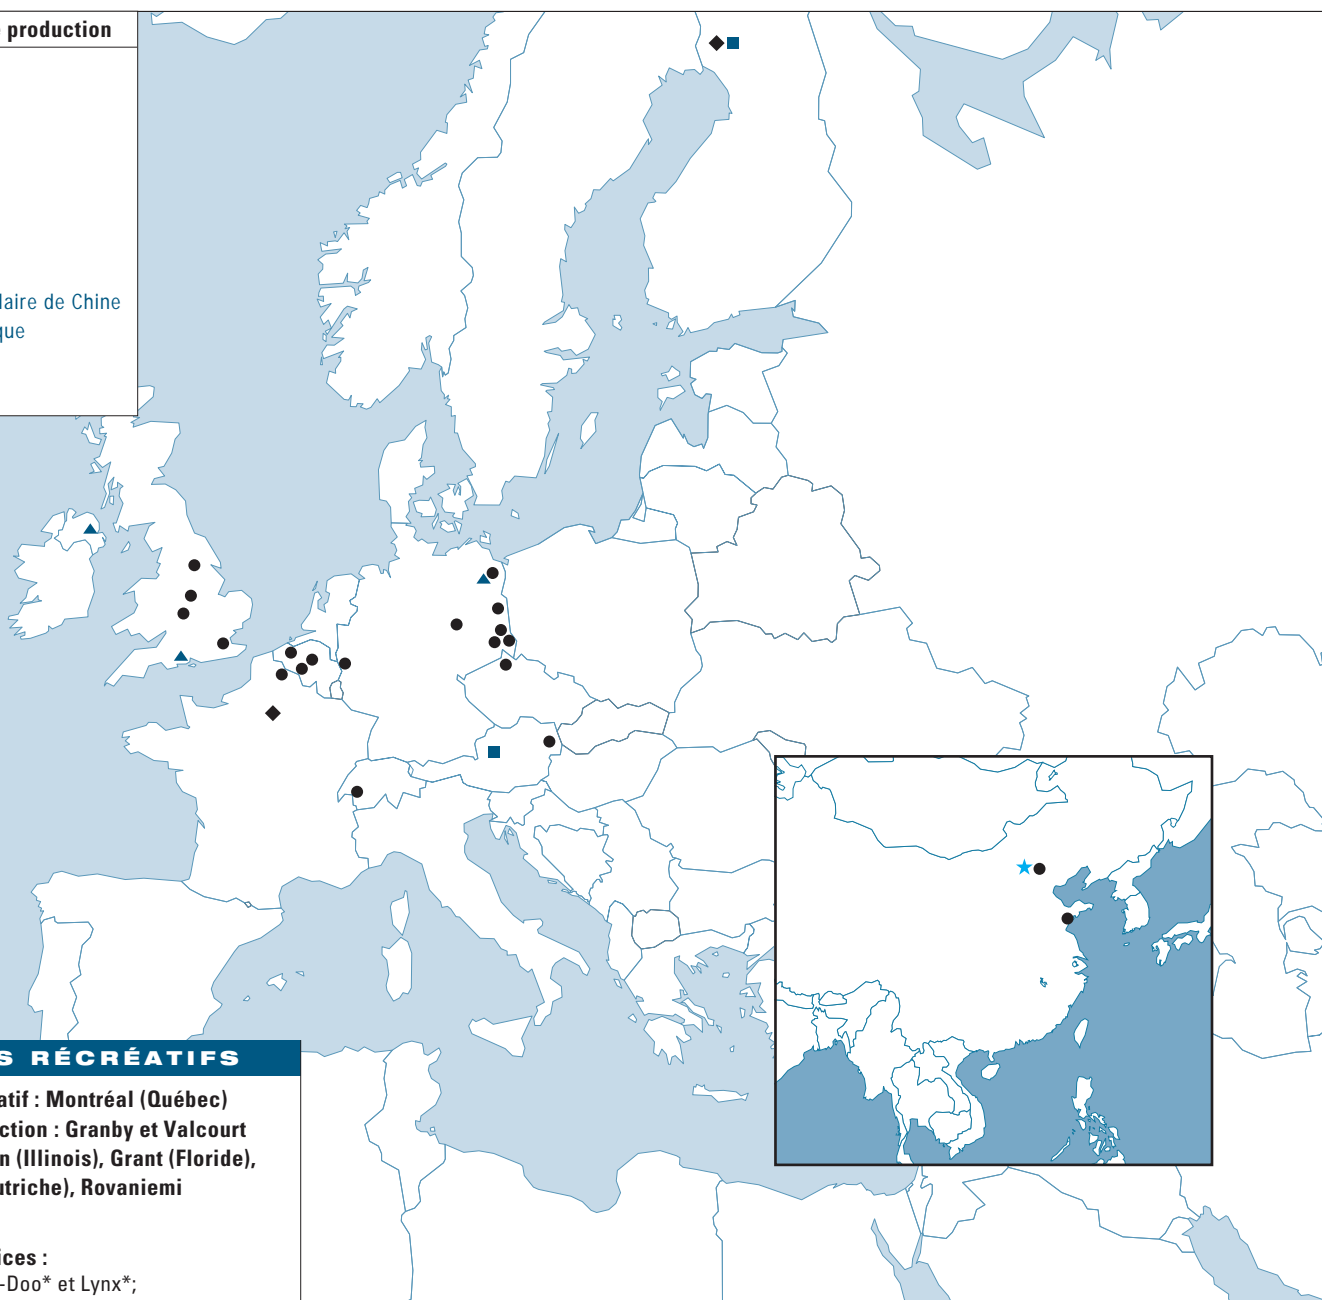 production
laire de Chine
que
S RÉCRÉATIFS
atif : Montréal (Québec)
ction : Granby et Valcourt
n (Illinois), Grant (Floride),
utriche), Rovaniemi
ices :
-Doo* et Lynx*;